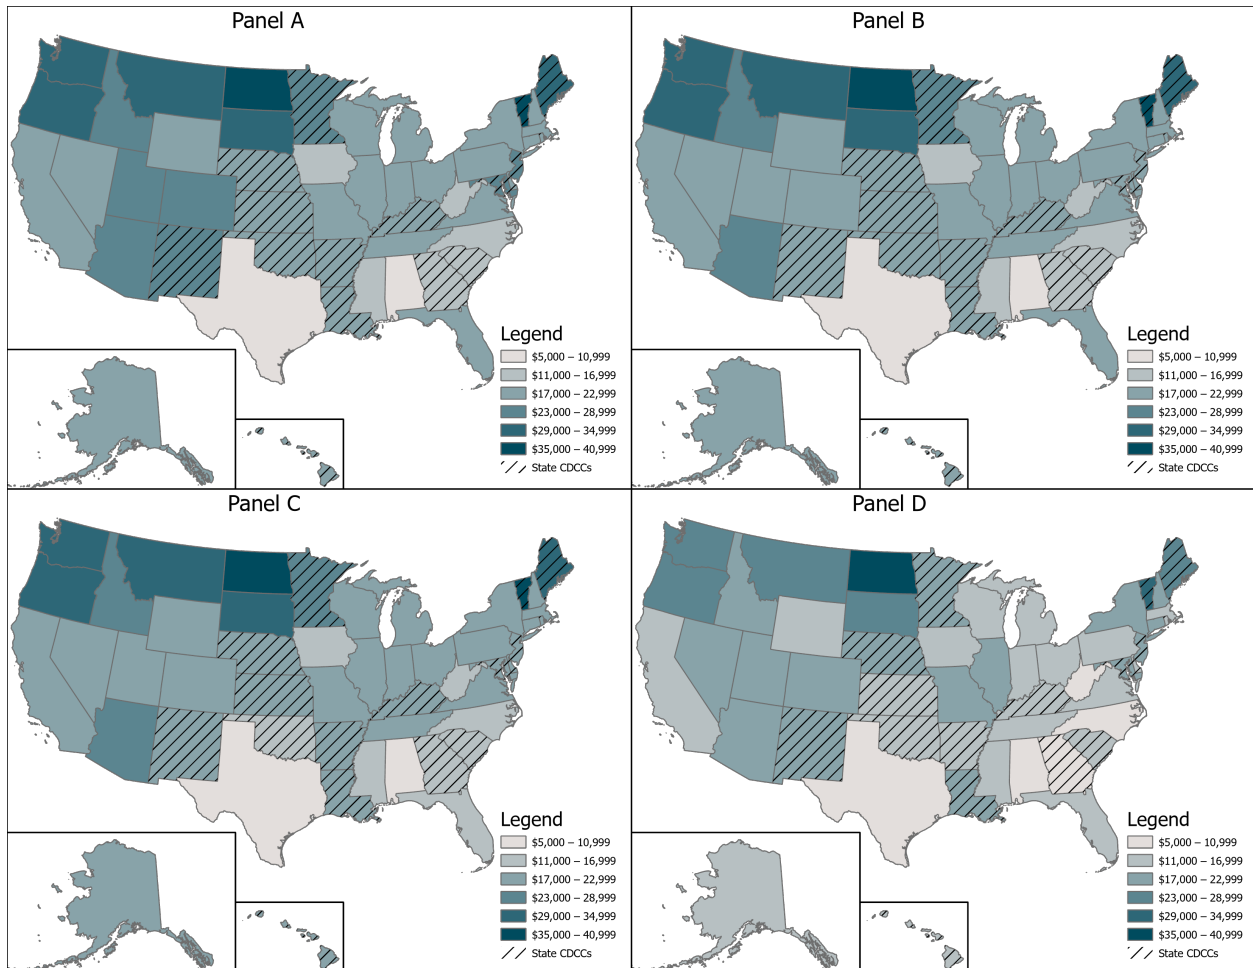 Panel A
Legend
$5,000 – 10,999
$11,000 – 16,999
$17,000 – 22,999
$23,000 – 28,999
$29,000 – 34,999
$35,000 – 40,999
State CDCCs
Panel B
Legend
$5,000 – 10,999
$11,000 – 16,999
$17,000 – 22,999
$23,000 – 28,999
$29,000 – 34,999
$35,000 – 40,999
State CDCCs
Panel C
Legend
$5,000 – 10,999
$11,000 – 16,999
$17,000 – 22,999
$23,000 – 28,999
$29,000 – 34,999
$35,000 – 40,999
State CDCCs
Panel D
Legend
$5,000 – 10,999
$11,000 – 16,999
$17,000 – 22,999
$23,000 – 28,999
$29,000 – 34,999
$35,000 – 40,999
State CDCCs